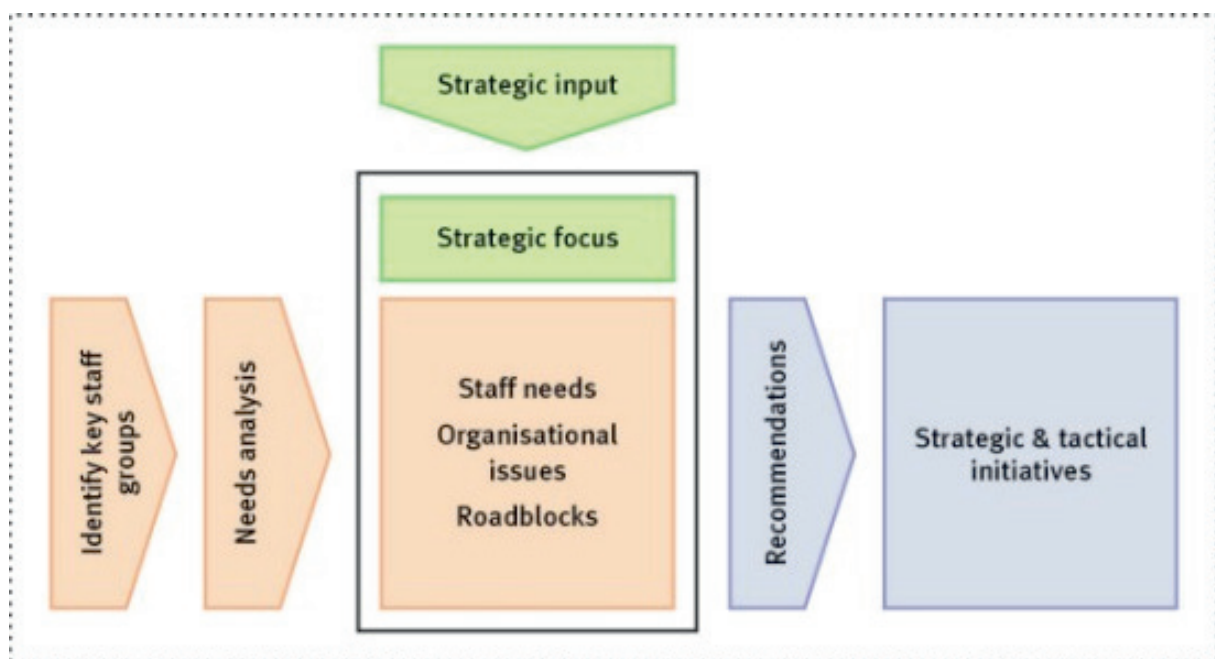 Strategic input
Strategic focus
Identify key staff
groups
Needs analysis
Staff needs
Organisational
issues
Roadblocks
Recommendations
Strategic & tactical
initiatives